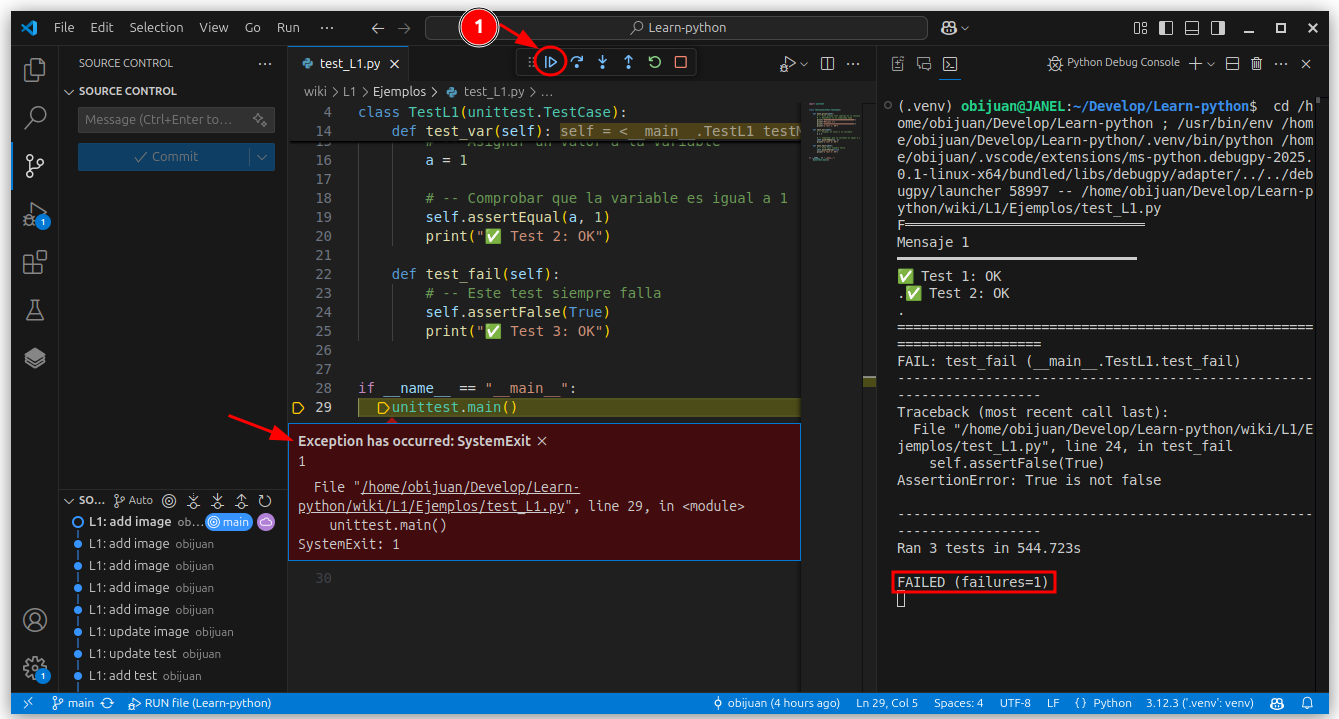 File Edit Selection View Go Run ···
Learn-python
1
SOURCE CONTROL ···
SOURCE CONTROL
Message (Ctrl+Enter to...
Commit
SO... Auto
L1: add image ob... main
L1: add image obijuan
L1: add image obijuan
L1: add image obijuan
L1: add image obijuan
L1: update image obijuan
L1: update test obijuan
L1: add test obijuan
1
1
test_L1.py
wiki > L1 > Ejemplos > test_L1.py > ...
4 class TestL1(unittest.TestCase):
14 def test_var(self): self = <__main__.TestL1 testM
15 # -- Asignar un valor a la variable
16 a = 1
17
18 # -- Comprobar que la variable es igual a 1
19 self.assertEqual(a, 1)
20 print("✅ Test 2: OK")
21
22 def test_fail(self):
23 # -- Este test siempre falla
24 self.assertFalse(True)
25 print("✅ Test 3: OK")
26
27
28 if __name__ == "__main__":
29 unittest.main()
Exception has occurred: SystemExit ×
1
File "/home/obijuan/Develop/Learn-
python/wiki/L1/Ejemplos/test_L1.py", line 29, in <module>
unittest.main()
SystemExit: 1
30
Python Debug Console
(.venv) obijuan@JANEL:~/Develop/Learn-python$ cd /h
ome/obijuan/Develop/Learn-python ; /usr/bin/env /hom
e/obijuan/Develop/Learn-python/.venv/bin/python /hom
e/obijuan/.vscode/extensions/ms-python.debugpy-2025.
0.1-linux-x64/bundled/libs/debugpy/adapter/../../deb
ugpy/launcher 58997 -- /home/obijuan/Develop/Learn-p
ython/wiki/L1/Ejemplos/test_L1.py
F══════════════════════════════
Mensaje 1
━━━━━━━━━━━━━━━━━━━━━━━━━━━━━━
✅ Test 1: OK
.✅ Test 2: OK
.
====================================================
==================
FAIL: test_fail (__main__.TestL1.test_fail)
----------------------------------------------------
------------------
Traceback (most recent call last):
File "/home/obijuan/Develop/Learn-python/wiki/L1/E
jemplos/test_L1.py", line 24, in test_fail
self.assertFalse(True)
AssertionError: True is not false

----------------------------------------------------
------------------
Ran 3 tests in 544.723s

FAILED (failures=1)
main RUN file (Learn-python) obijuan (4 hours ago) Ln 29, Col 5 Spaces: 4 UTF-8 LF {} Python 3.12.3 ('.venv': venv)